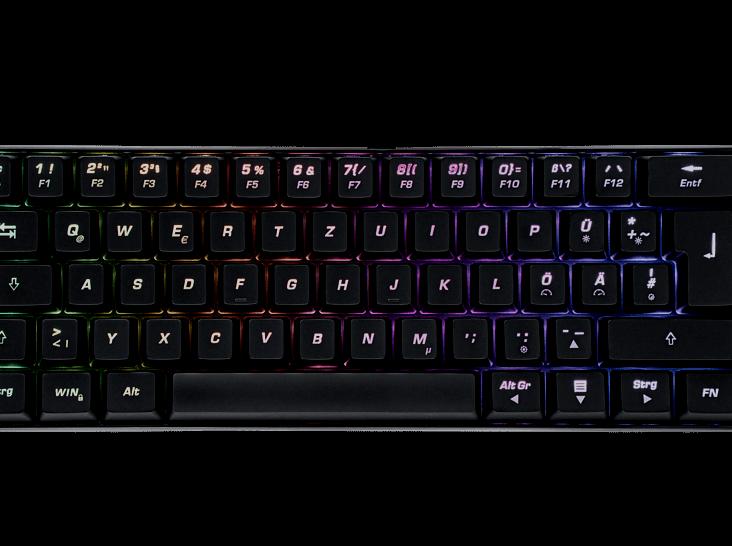 1 ! 2 " ² 3 ³ § 4 $ 5 % 6 & 7 { / 8 [ ( 9 ] ) 0 } = ß \ ?
F1 F2 F3 F4 F5 F6 F7 F8 F9 F10 F11 F12 Entf
Q @ W E € R T Z U I O P Ü * + ~
A S D F G H J K L Ö Ä ' #
> < | Y X C V B N M µ , ; . : - _
trg WIN Alt Alt Gr Strg FN